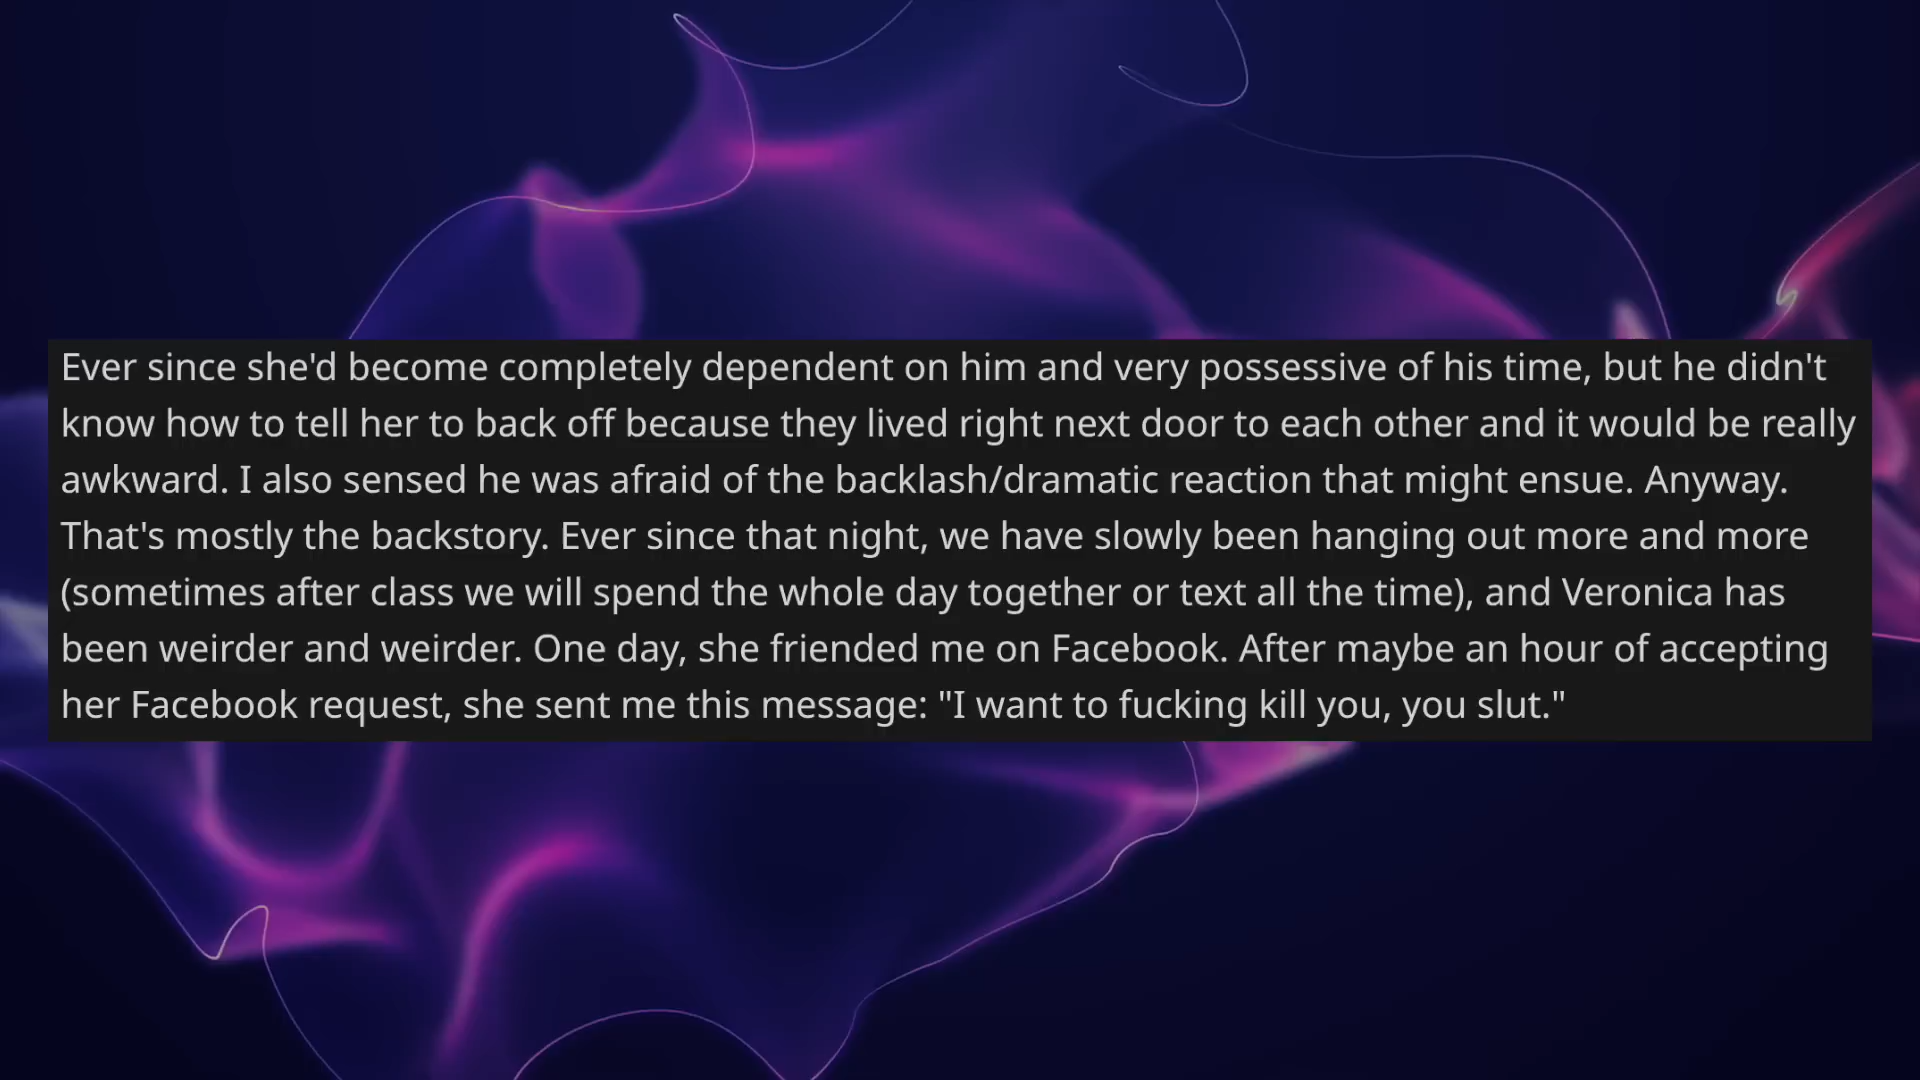 Ever since she'd become completely dependent on him and very possessive of his time, but he didn't
know how to tell her to back off because they lived right next door to each other and it would be really
awkward. I also sensed he was afraid of the backlash/dramatic reaction that might ensue. Anyway.
That's mostly the backstory. Ever since that night, we have slowly been hanging out more and more
(sometimes after class we will spend the whole day together or text all the time), and Veronica has
been weirder and weirder. One day, she friended me on Facebook. After maybe an hour of accepting
her Facebook request, she sent me this message: "I want to fucking kill you, you slut."